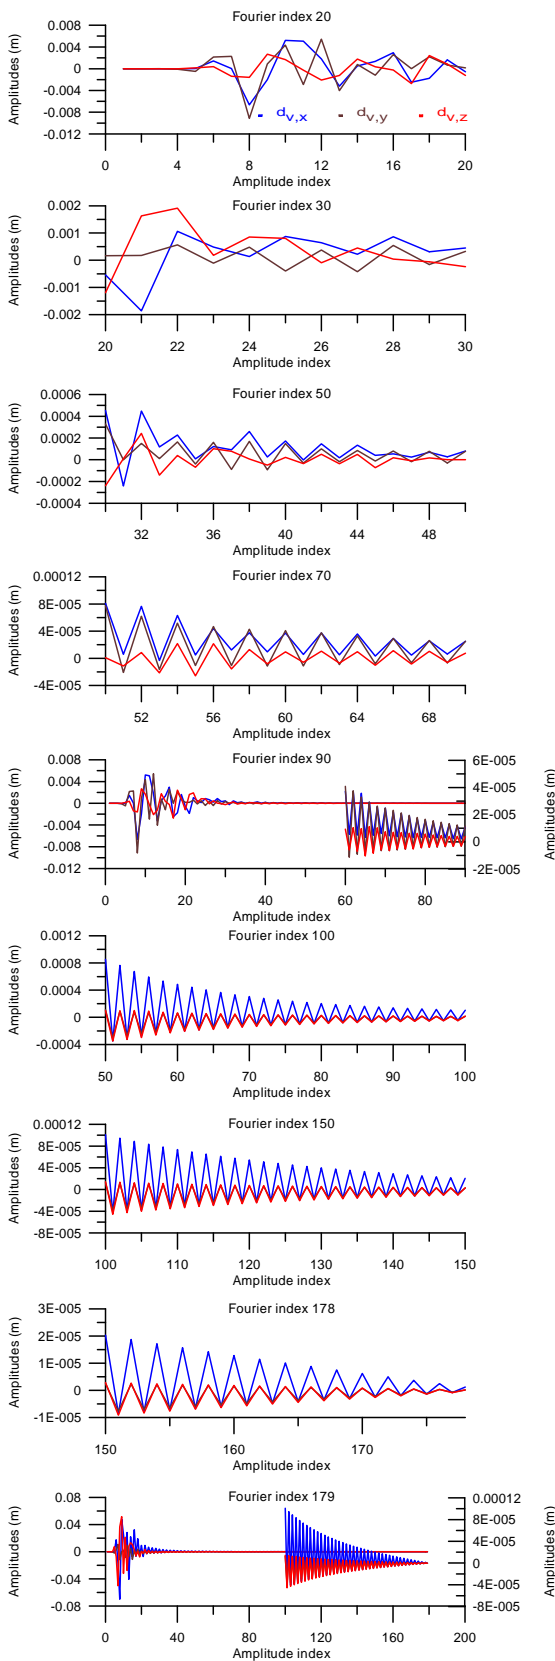 Fourier index 20
0.008
0.004
0
-0.004
-0.008
-0.012
Amplitudes (m)
d v,x d v,y d v,z
0 4 8 12 16 20
Amplitude index
Fourier index 30
0.002
0.001
0
-0.001
-0.002
Amplitudes (m)
20 22 24 26 28 30
Amplitude index
Fourier index 50
0.0006
0.0004
0.0002
0
-0.0002
-0.0004
Amplitudes (m)
32 36 40 44 48
Amplitude index
Fourier index 70
0.00012
8E-005
4E-005
0
-4E-005
Amplitudes (m)
52 56 60 64 68
Amplitude index
Fourier index 90
0.008
0.004
0
-0.004
-0.008
-0.012
Amplitudes (m)
6E-005
4E-005
2E-005
0
-2E-005
Amplitudes (m)
0 20 40 60 80
Amplitude index
Fourier index 100
0.0012
0.0008
0.0004
0
-0.0004
Amplitudes (m)
50 60 70 80 90 100
Amplitude index
Fourier index 150
0.00012
8E-005
4E-005
0
-4E-005
-8E-005
Amplitudes (m)
100 110 120 130 140 150
Amplitude index
Fourier index 178
3E-005
2E-005
1E-005
0
-1E-005
Amplitudes (m)
150 160 170
Amplitude index
Fourier index 179
0.08
0.04
0
-0.04
-0.08
Amplitudes (m)
0.00012
8E-005
4E-005
0
-4E-005
-8E-005
Amplitudes (m)
0 40 80 120 160 200
Amplitude index